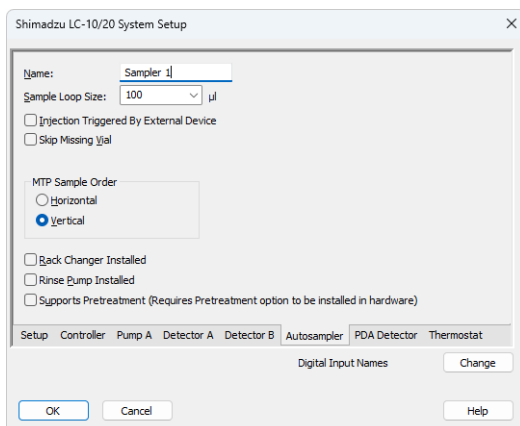 Shimadzu LC-10/20 System Setup
Name: Sampler 1
Sample Loop Size: 100 µl
Injection Triggered By External Device
Skip Missing Vial
MTP Sample Order
Horizontal
Vertical
Rack Changer Installed
Rinse Pump Installed
Supports Pretreatment (Requires Pretreatment option to be installed in hardware)
Setup Controller Pump A Detector A Detector B Autosampler PDA Detector Thermostat
Digital Input Names Change
OK Cancel Help